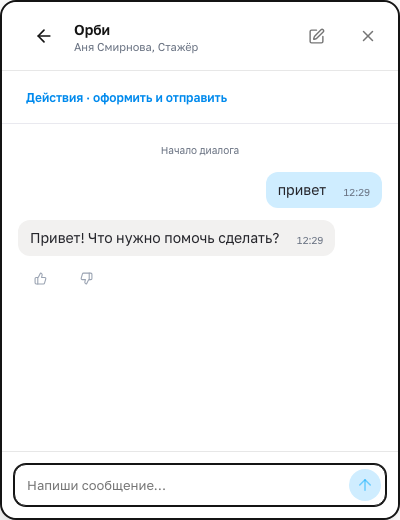 Орби
Аня Смирнова, Стажёр
Действия · оформить и отправить
Начало диалога
привет 12:29
Привет! Что нужно помочь сделать? 12:29
Напиши сообщение...